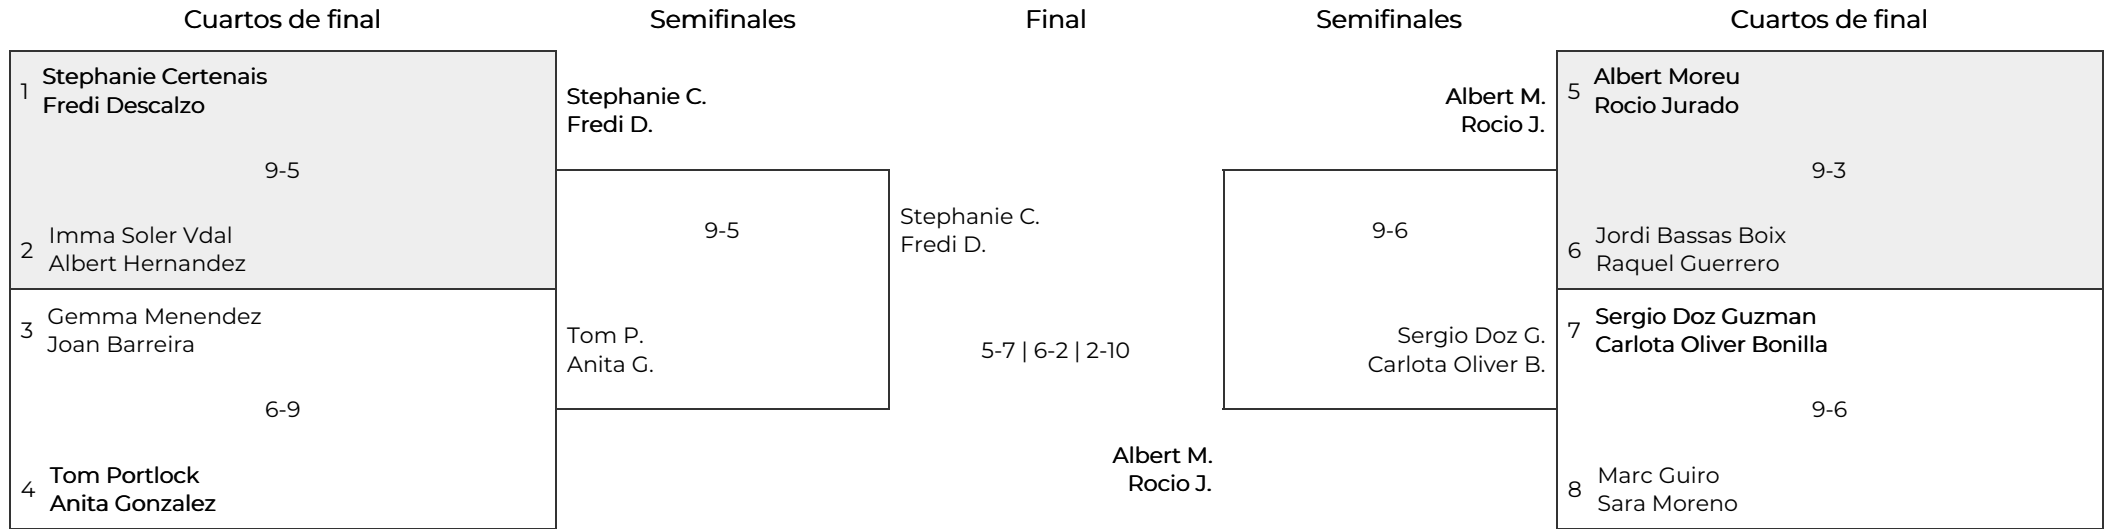 Cuartos de final
Semifinales
Final
Semifinales
Cuartos de final
1
Stephanie Certenais
Fredi Descalzo
9-5
2
Imma Soler Vdal
Albert Hernandez
3
Gemma Menendez
Joan Barreira
6-9
4
Tom Portlock
Anita Gonzalez
Stephanie C.
Fredi D.
9-5
Tom P.
Anita G.
Stephanie C.
Fredi D.
5-7 | 6-2 | 2-10
Albert M.
Rocio J.
Albert M.
Rocio J.
9-6
Sergio Doz G.
Carlota Oliver B.
5
Albert Moreu
Rocio Jurado
9-3
6
Jordi Bassas Boix
Raquel Guerrero
7
Sergio Doz Guzman
Carlota Oliver Bonilla
9-6
8
Marc Guiro
Sara Moreno